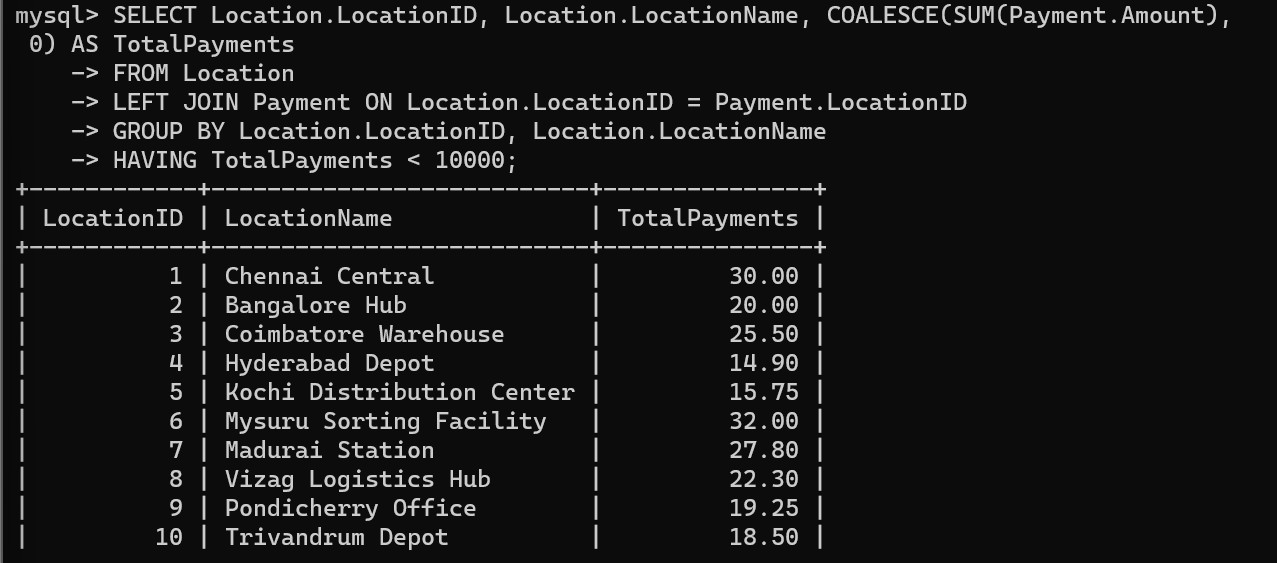 mysql> SELECT Location.LocationID, Location.LocationName, COALESCE(SUM(Payment.Amount),
 0) AS TotalPayments
    -> FROM Location
    -> LEFT JOIN Payment ON Location.LocationID = Payment.LocationID
    -> GROUP BY Location.LocationID, Location.LocationName
    -> HAVING TotalPayments < 10000;
+------------+---------------------------+---------------+
| LocationID | LocationName              | TotalPayments |
+------------+---------------------------+---------------+
|          1 | Chennai Central           |         30.00 |
|          2 | Bangalore Hub             |         20.00 |
|          3 | Coimbatore Warehouse      |         25.50 |
|          4 | Hyderabad Depot           |         14.90 |
|          5 | Kochi Distribution Center |         15.75 |
|          6 | Mysuru Sorting Facility   |         32.00 |
|          7 | Madurai Station           |         27.80 |
|          8 | Vizag Logistics Hub       |         22.30 |
|          9 | Pondicherry Office        |         19.25 |
|         10 | Trivandrum Depot          |         18.50 |